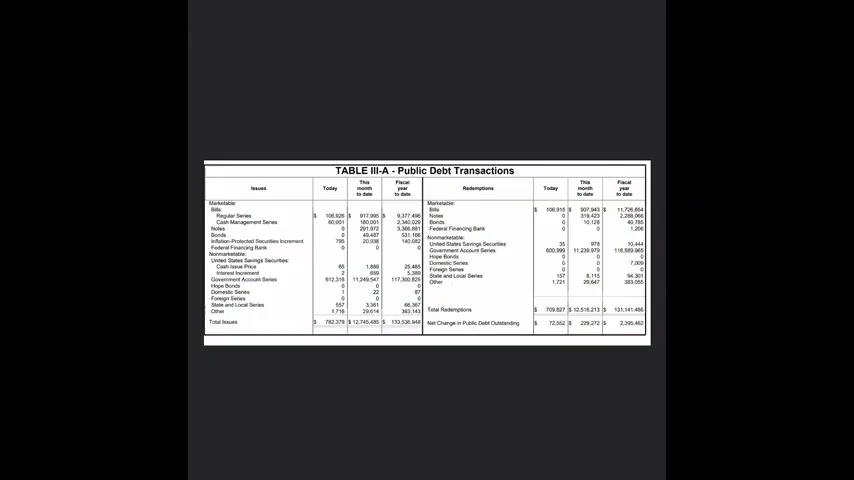 TABLE III-A - Public Debt Transactions
Issues Today This month to date Fiscal year to date
Marketable:
Bills:
Regular Series $ 108,926 $ 917,995 $ 9,377,496
Cash Management Series 60,001 160,001 2,340,029
Notes 0 291,972 3,366,881
Bonds 0 49,487 531,166
Inflation-Protected Securities Increment 795 20,938 140,082
Federal Financing Bank 0 0 0
Nonmarketable:
United States Savings Securities:
Cash Issue Price 65 1,889 25,485
Interest Increment 2 659 5,389
Government Account Series 612,316 11,249,547 117,300,825
Hope Bonds 0 0 0
Domestic Series 1 22 87
Foreign Series 0 0 0
State and Local Series 557 3,361 66,367
Other 1,716 29,614 383,143
Total Issues $ 782,379 $ 12,745,485 $ 133,536,948
Redemptions Today This month to date Fiscal year to date
Marketable:
Bills $ 106,915 $ 907,943 $ 11,726,664
Notes 0 319,423 2,288,066
Bonds 0 10,128 40,785
Federal Financing Bank 0 0 1,206
Nonmarketable:
United States Savings Securities 35 978 10,444
Government Account Series 600,999 11,239,979 116,589,965
Hope Bonds 0 0 0
Domestic Series 0 0 7,009
Foreign Series 0 0 0
State and Local Series 157 8,115 94,301
Other 1,721 29,647 383,055
Total Redemptions $ 709,827 $ 12,516,213 $ 131,141,486
Net Change in Public Debt Outstanding $ 72,552 $ 229,272 $ 2,395,462